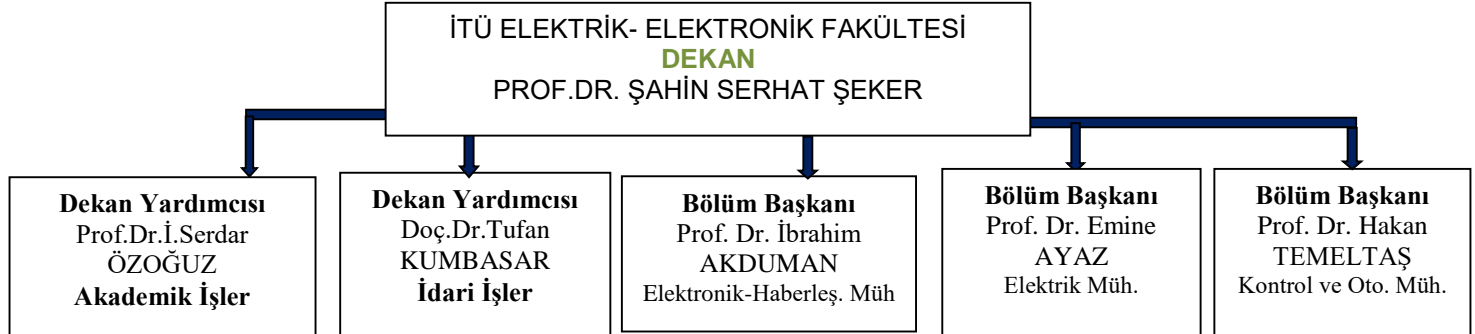 İTÜ ELEKTRİK- ELEKTRONİK FAKÜLTESİ
DEKAN
PROF.DR. ŞAHİN SERHAT ŞEKER
Dekan Yardımcısı
Prof.Dr.İ.Serdar
ÖZOĞUZ
Akademik İşler
Dekan Yardımcısı
Doç.Dr.Tufan
KUMBASAR
İdari İşler
Bölüm Başkanı
Prof. Dr. İbrahim
AKDUMAN
Elektronik-Haberleş. Müh
Bölüm Başkanı
Prof. Dr. Emine
AYAZ
Elektrik Müh.
Bölüm Başkanı
Prof. Dr. Hakan
TEMELTAŞ
Kontrol ve Oto. Müh.